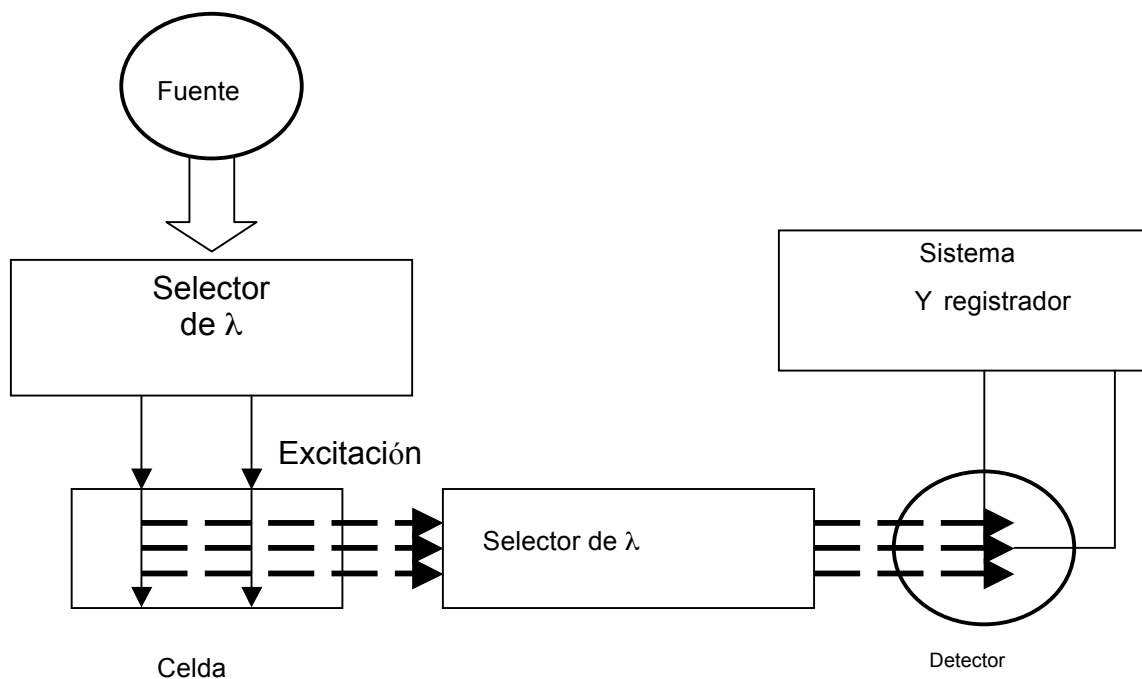 Fuente
Selector
de λ
Sistema
Y registrador
Excitación
Selector de λ
Celda
Detector